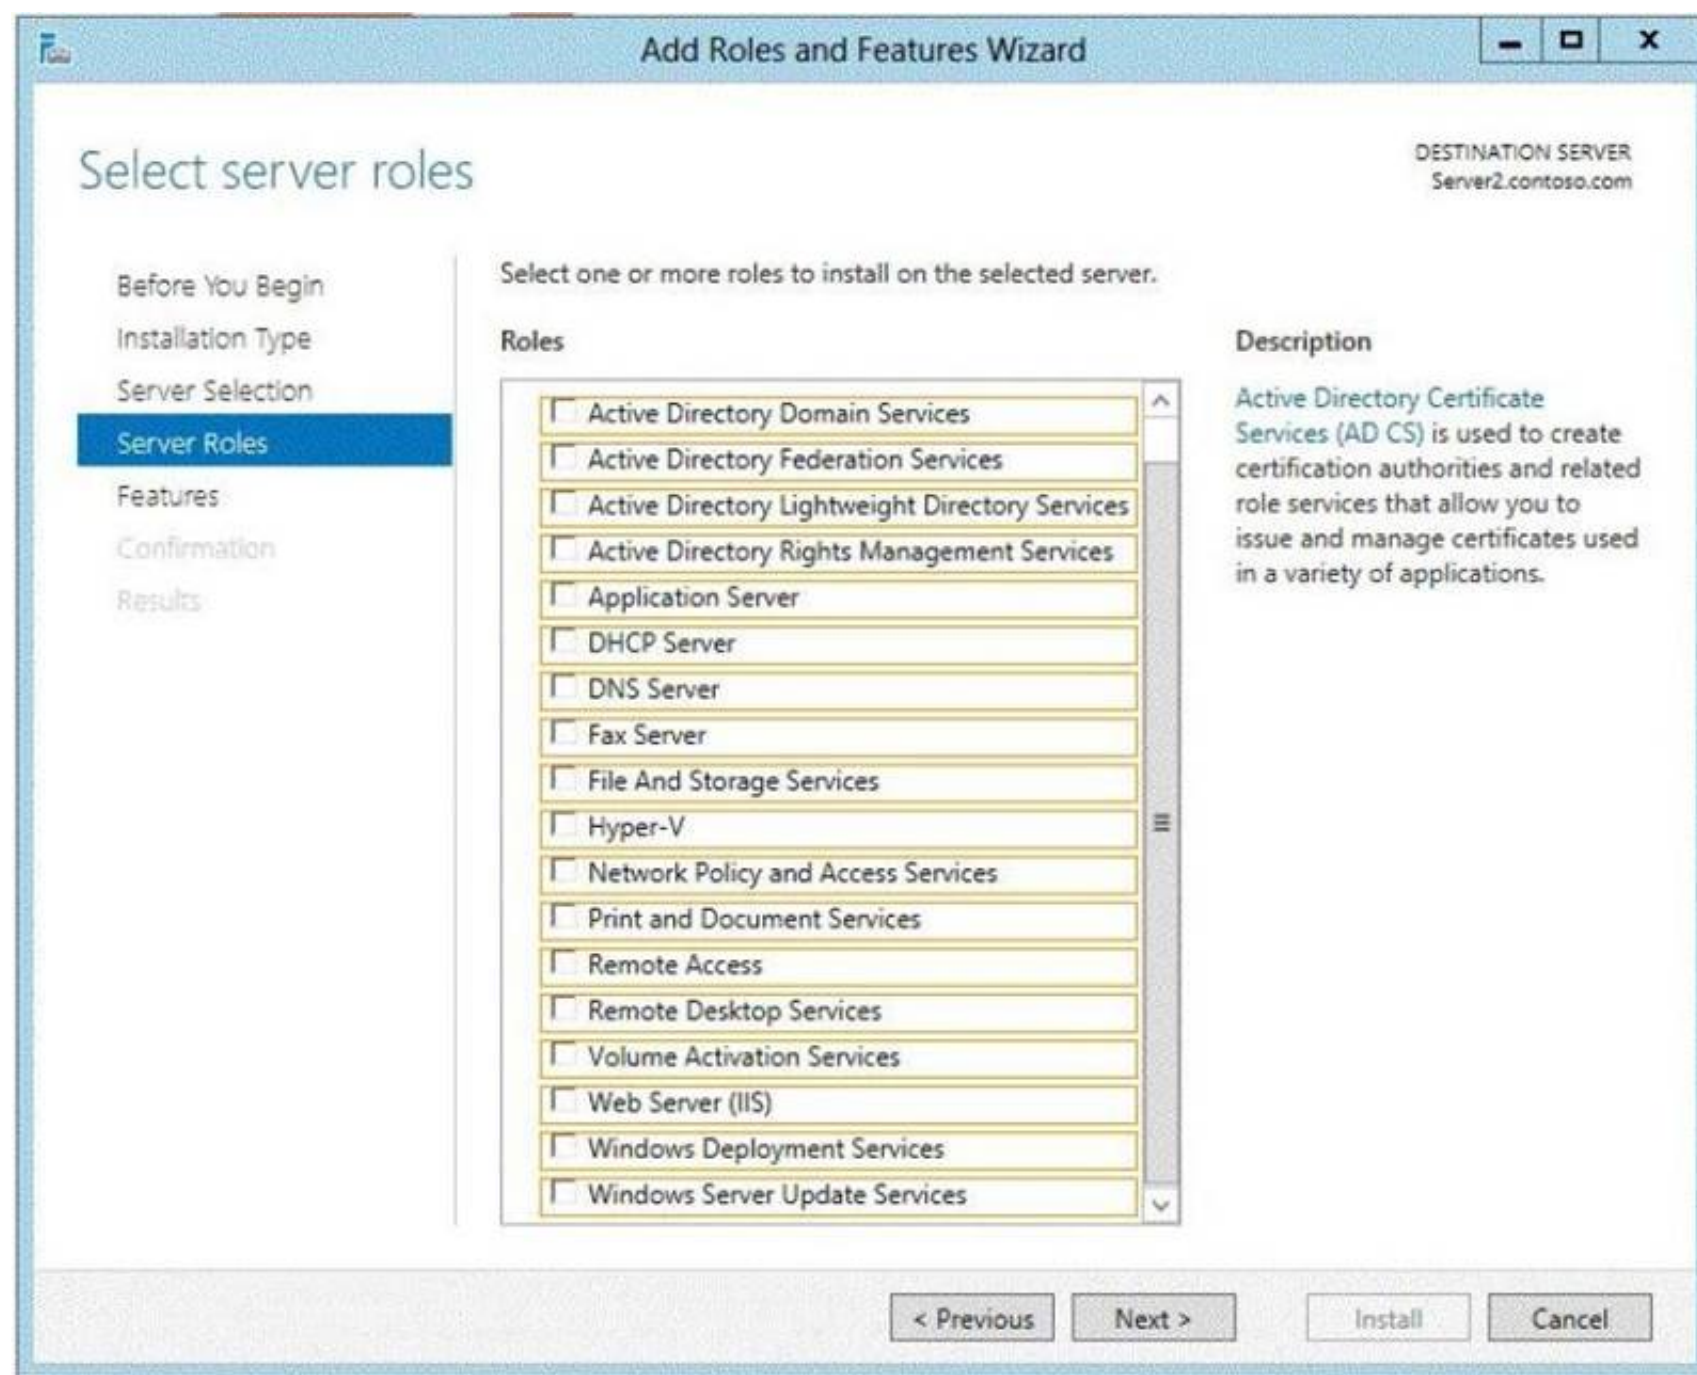 Add Roles and Features Wizard
Select server roles
DESTINATION SERVER
Server2.contoso.com
Before You Begin
Installation Type
Server Selection
Server Roles
Features
Confirmation
Results
Select one or more roles to install on the selected server.
Roles
Active Directory Domain Services
Active Directory Federation Services
Active Directory Lightweight Directory Services
Active Directory Rights Management Services
Application Server
DHCP Server
DNS Server
Fax Server
File And Storage Services
Hyper-V
Network Policy and Access Services
Print and Document Services
Remote Access
Remote Desktop Services
Volume Activation Services
Web Server (IIS)
Windows Deployment Services
Windows Server Update Services
Description
Active Directory Certificate
Services (AD CS) is used to create
certification authorities and related
role services that allow you to
issue and manage certificates used
in a variety of applications.
< Previous
Next >
Install
Cancel